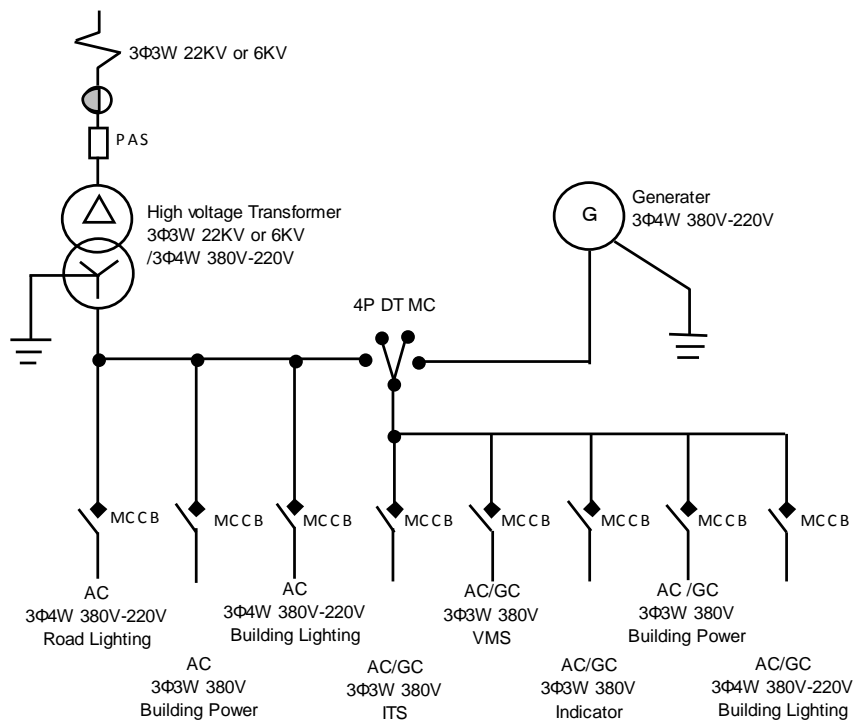 3Φ3W 22KV or 6KV
PAS
High voltage Transformer
3Φ3W 22KV or 6KV
/3Φ4W 380V-220V
Generater
3Φ4W 380V-220V
G
4P DT MC
MCCB
MCCB
MCCB
MCCB
MCCB
MCCB
MCCB
MCCB
AC
3Φ4W 380V-220V
Road Lighting
AC
3Φ3W 380V
Building Power
AC
3Φ4W 380V-220V
Building Lighting
AC/GC
3Φ3W 380V
ITS
AC/GC
3Φ3W 380V
VMS
AC/GC
3Φ3W 380V
Indicator
AC /GC
3Φ3W 380V
Building Power
AC/GC
3Φ4W 380V-220V
Building Lighting